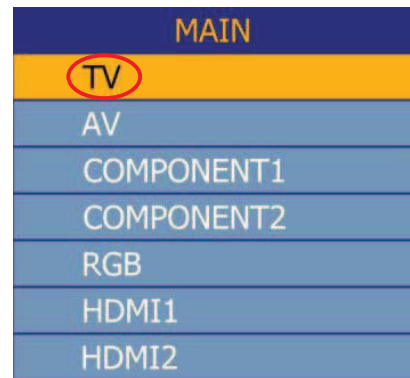 MAIN
TV
AV
COMPONENT1
COMPONENT2
RGB
HDMI1
HDMI2